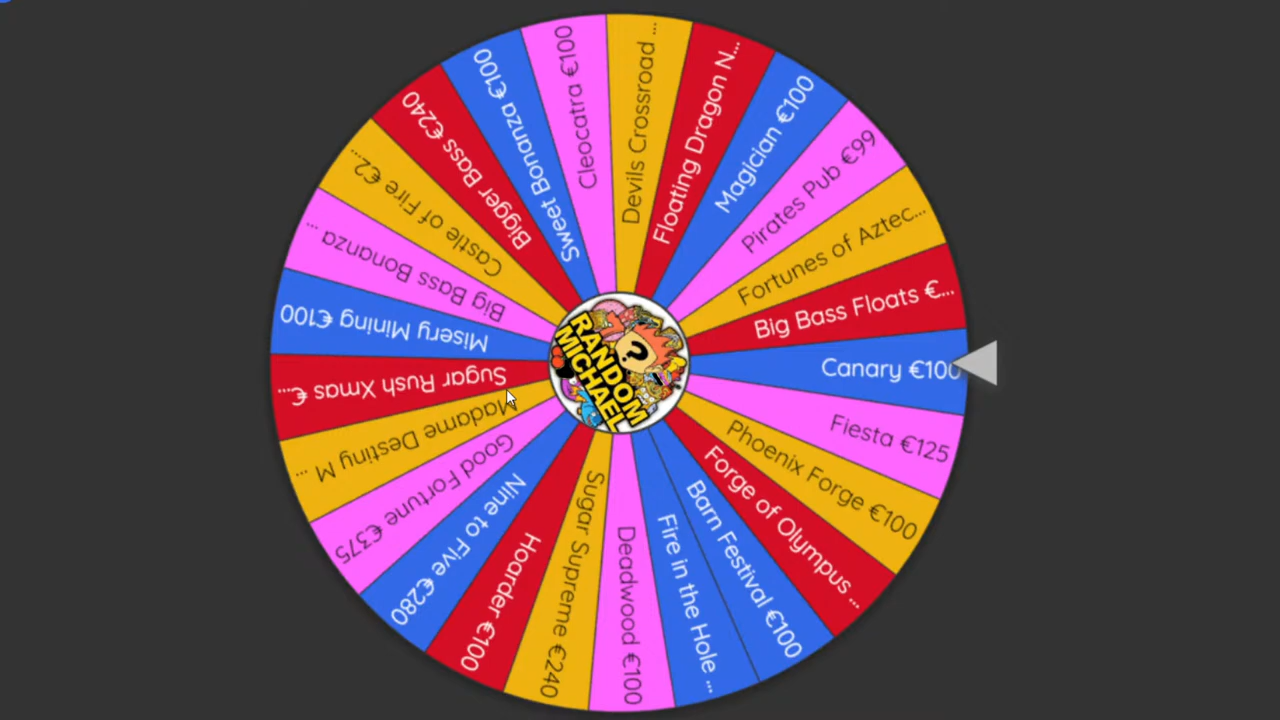 Canary €100
Fiesta €125
Phoenix Forge €100
Forge of Olympus ...
Barn Festival €100
Fire in the Hole ...
Deadwood €100
Sugar Supreme €240
Hoarder €100
Nine to Five €280
Good Fortune €375
Madame Destiny M ...
Sugar Rush Xmas €...
Misery Mining €100
Big Bass Bonanza ...
Castle of Fire €2...
Bigger Bass €240
Sweet Bonanza €100
Cleocatra €100
Devils Crossroad ...
Floating Dragon N...
Magician €100
Pirates Pub €99
Fortunes of Aztec...
Big Bass Floats €...
RANDOM
MICHAEL
?